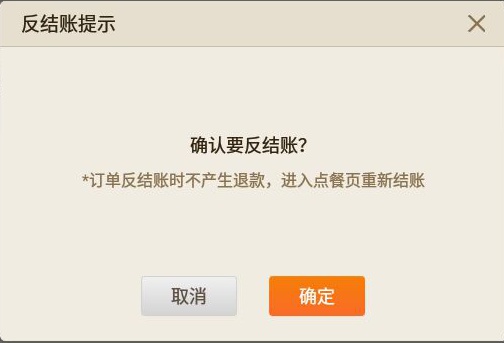 反结账提示
确认要反结账？
*订单反结账时不产生退款，进入点餐页重新结账
取消
确定